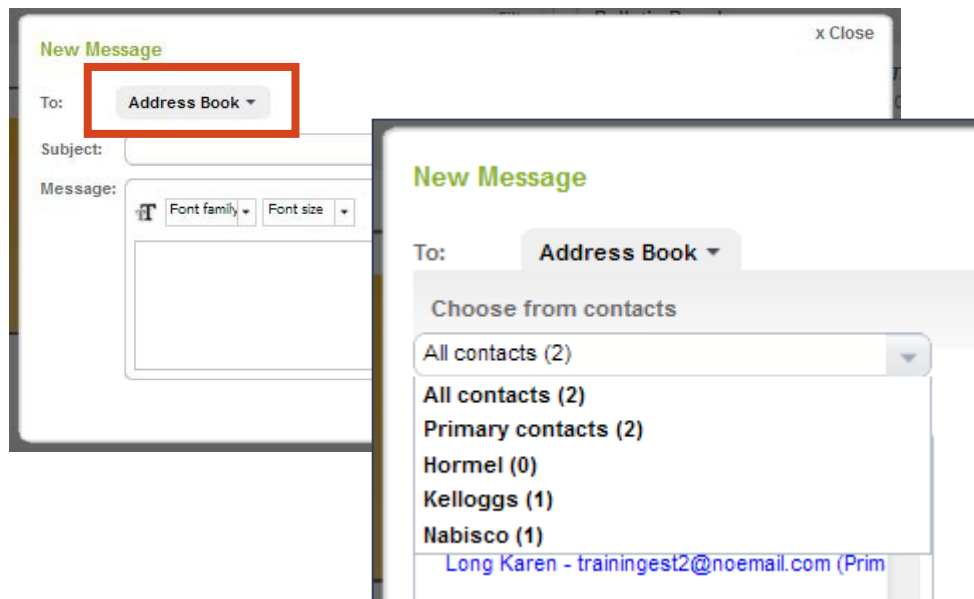 x Close
New Message
To: Address Book
Subject:
Message:
Font family Font size
New Message
To: Address Book
Choose from contacts
All contacts (2)
All contacts (2)
Primary contacts (2)
Hormel (0)
Kelloggs (1)
Nabisco (1)
Long Karen - trainingest2@noemail.com (Prim